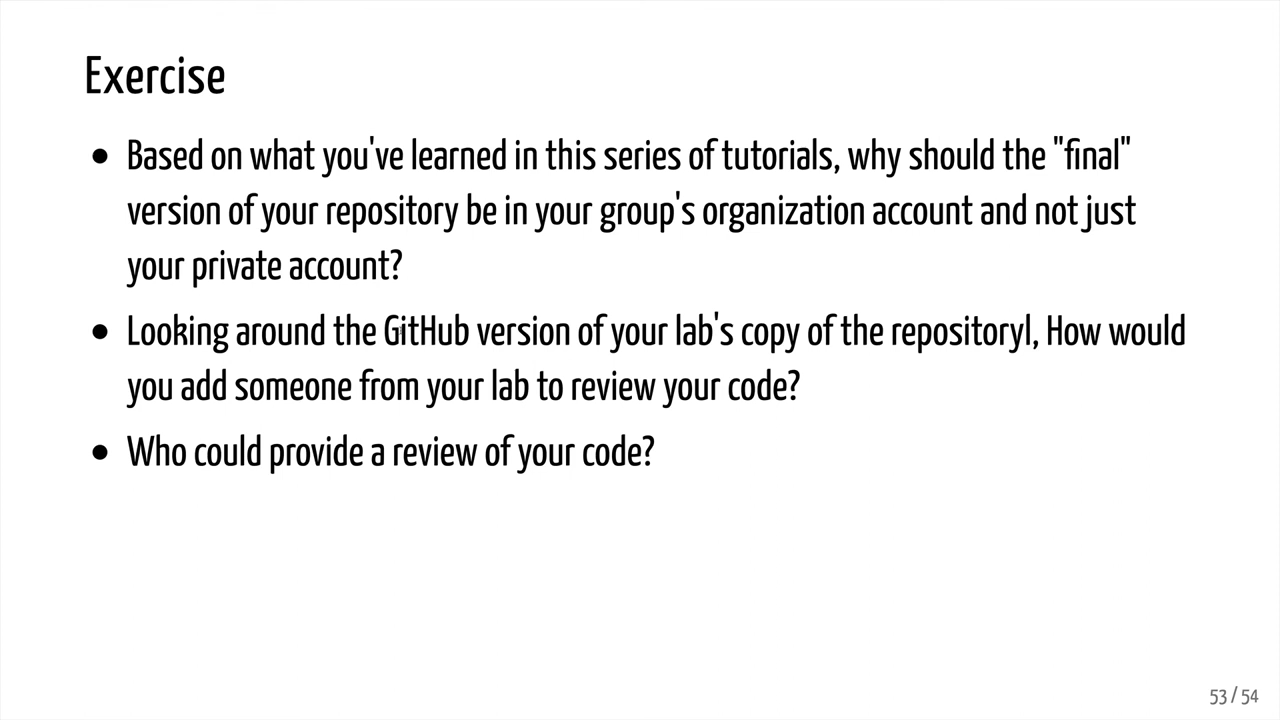 Exercise
• Based on what you've learned in this series of tutorials, why should the "final"
version of your repository be in your group's organization account and not just
your private account?
• Looking around the GitHub version of your lab's copy of the repositoryl, How would
you add someone from your lab to review your code?
• Who could provide a review of your code?
53 / 54